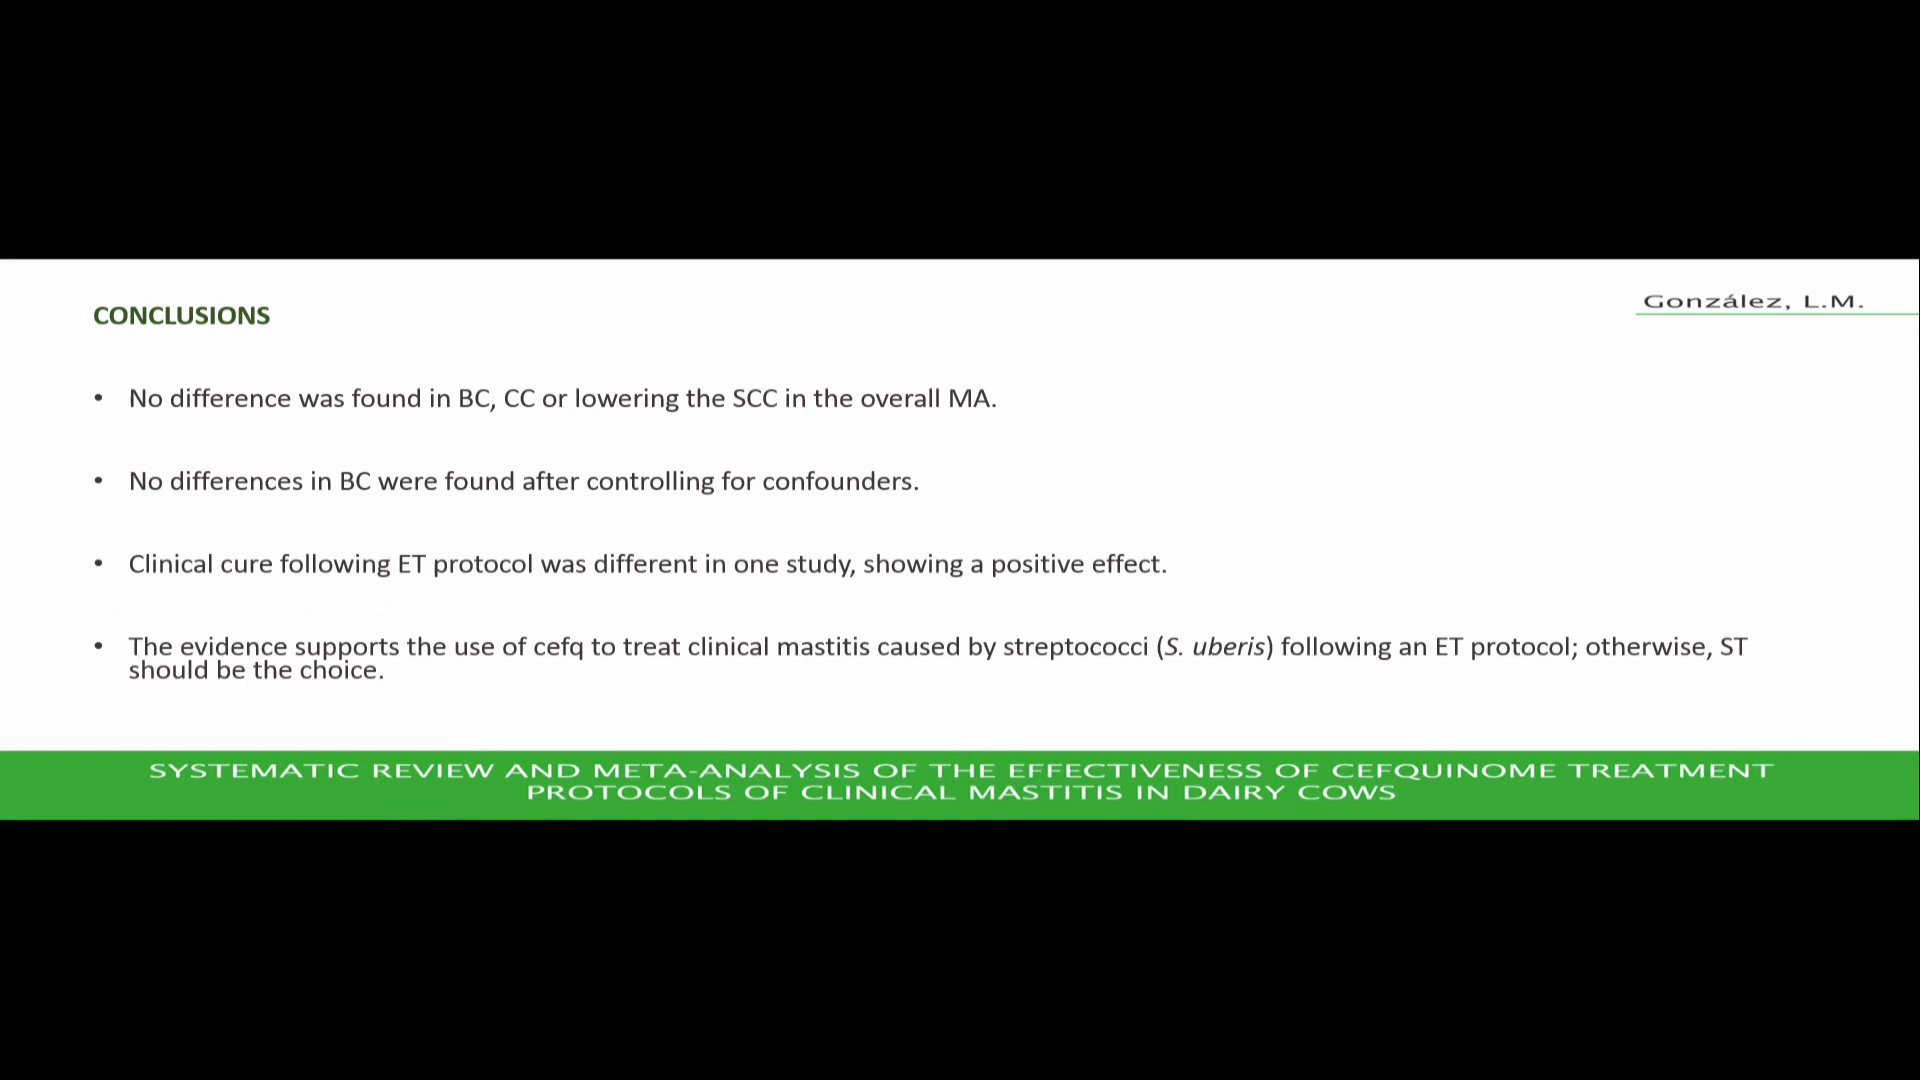 González, L.M.
CONCLUSIONS
• No difference was found in BC, CC or lowering the SCC in the overall MA.
• No differences in BC were found after controlling for confounders.
• Clinical cure following ET protocol was different in one study, showing a positive effect.
• The evidence supports the use of cefq to treat clinical mastitis caused by streptococci (S. uberis) following an ET protocol; otherwise, ST
should be the choice.
SYSTEMATIC REVIEW AND META-ANALYSIS OF THE EFFECTIVENESS OF CEFQUINOME TREATMENT
PROTOCOLS OF CLINICAL MASTITIS IN DAIRY COWS